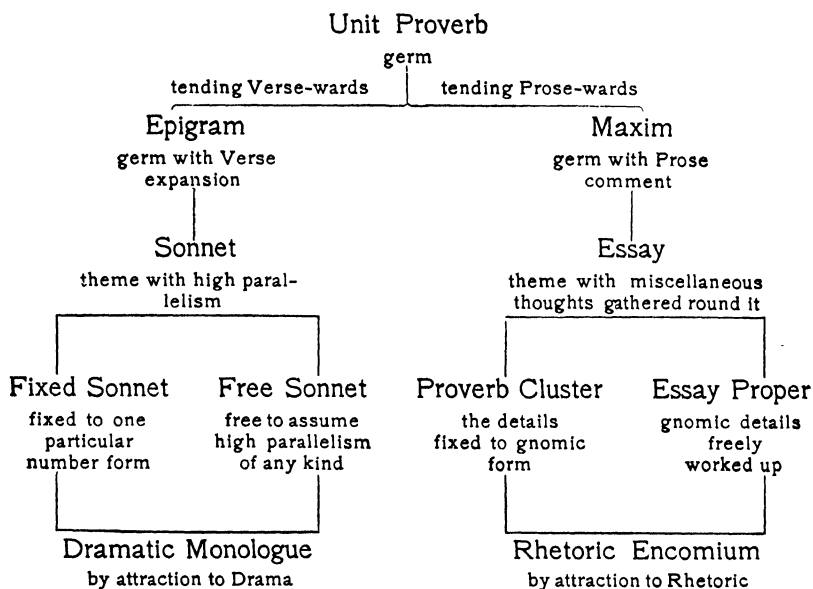 Unit Proverb
germ
tending Verse-wards
tending Prose-wards
Epigram
germ with Verse
expansion
Maxim
germ with Prose
comment
Sonnet
theme with high paral-
lelism
Essay
theme with miscellaneous
thoughts gathered round it
Fixed Sonnet
fixed to one
particular
number form
Free Sonnet
free to assume
high parallelism
of any kind
Proverb Cluster
the details
fixed to gnomic
form
Essay Proper
gnomic details
freely
worked up
Dramatic Monologue
by attraction to Drama
Rhetoric Encomium
by attraction to Rhetoric